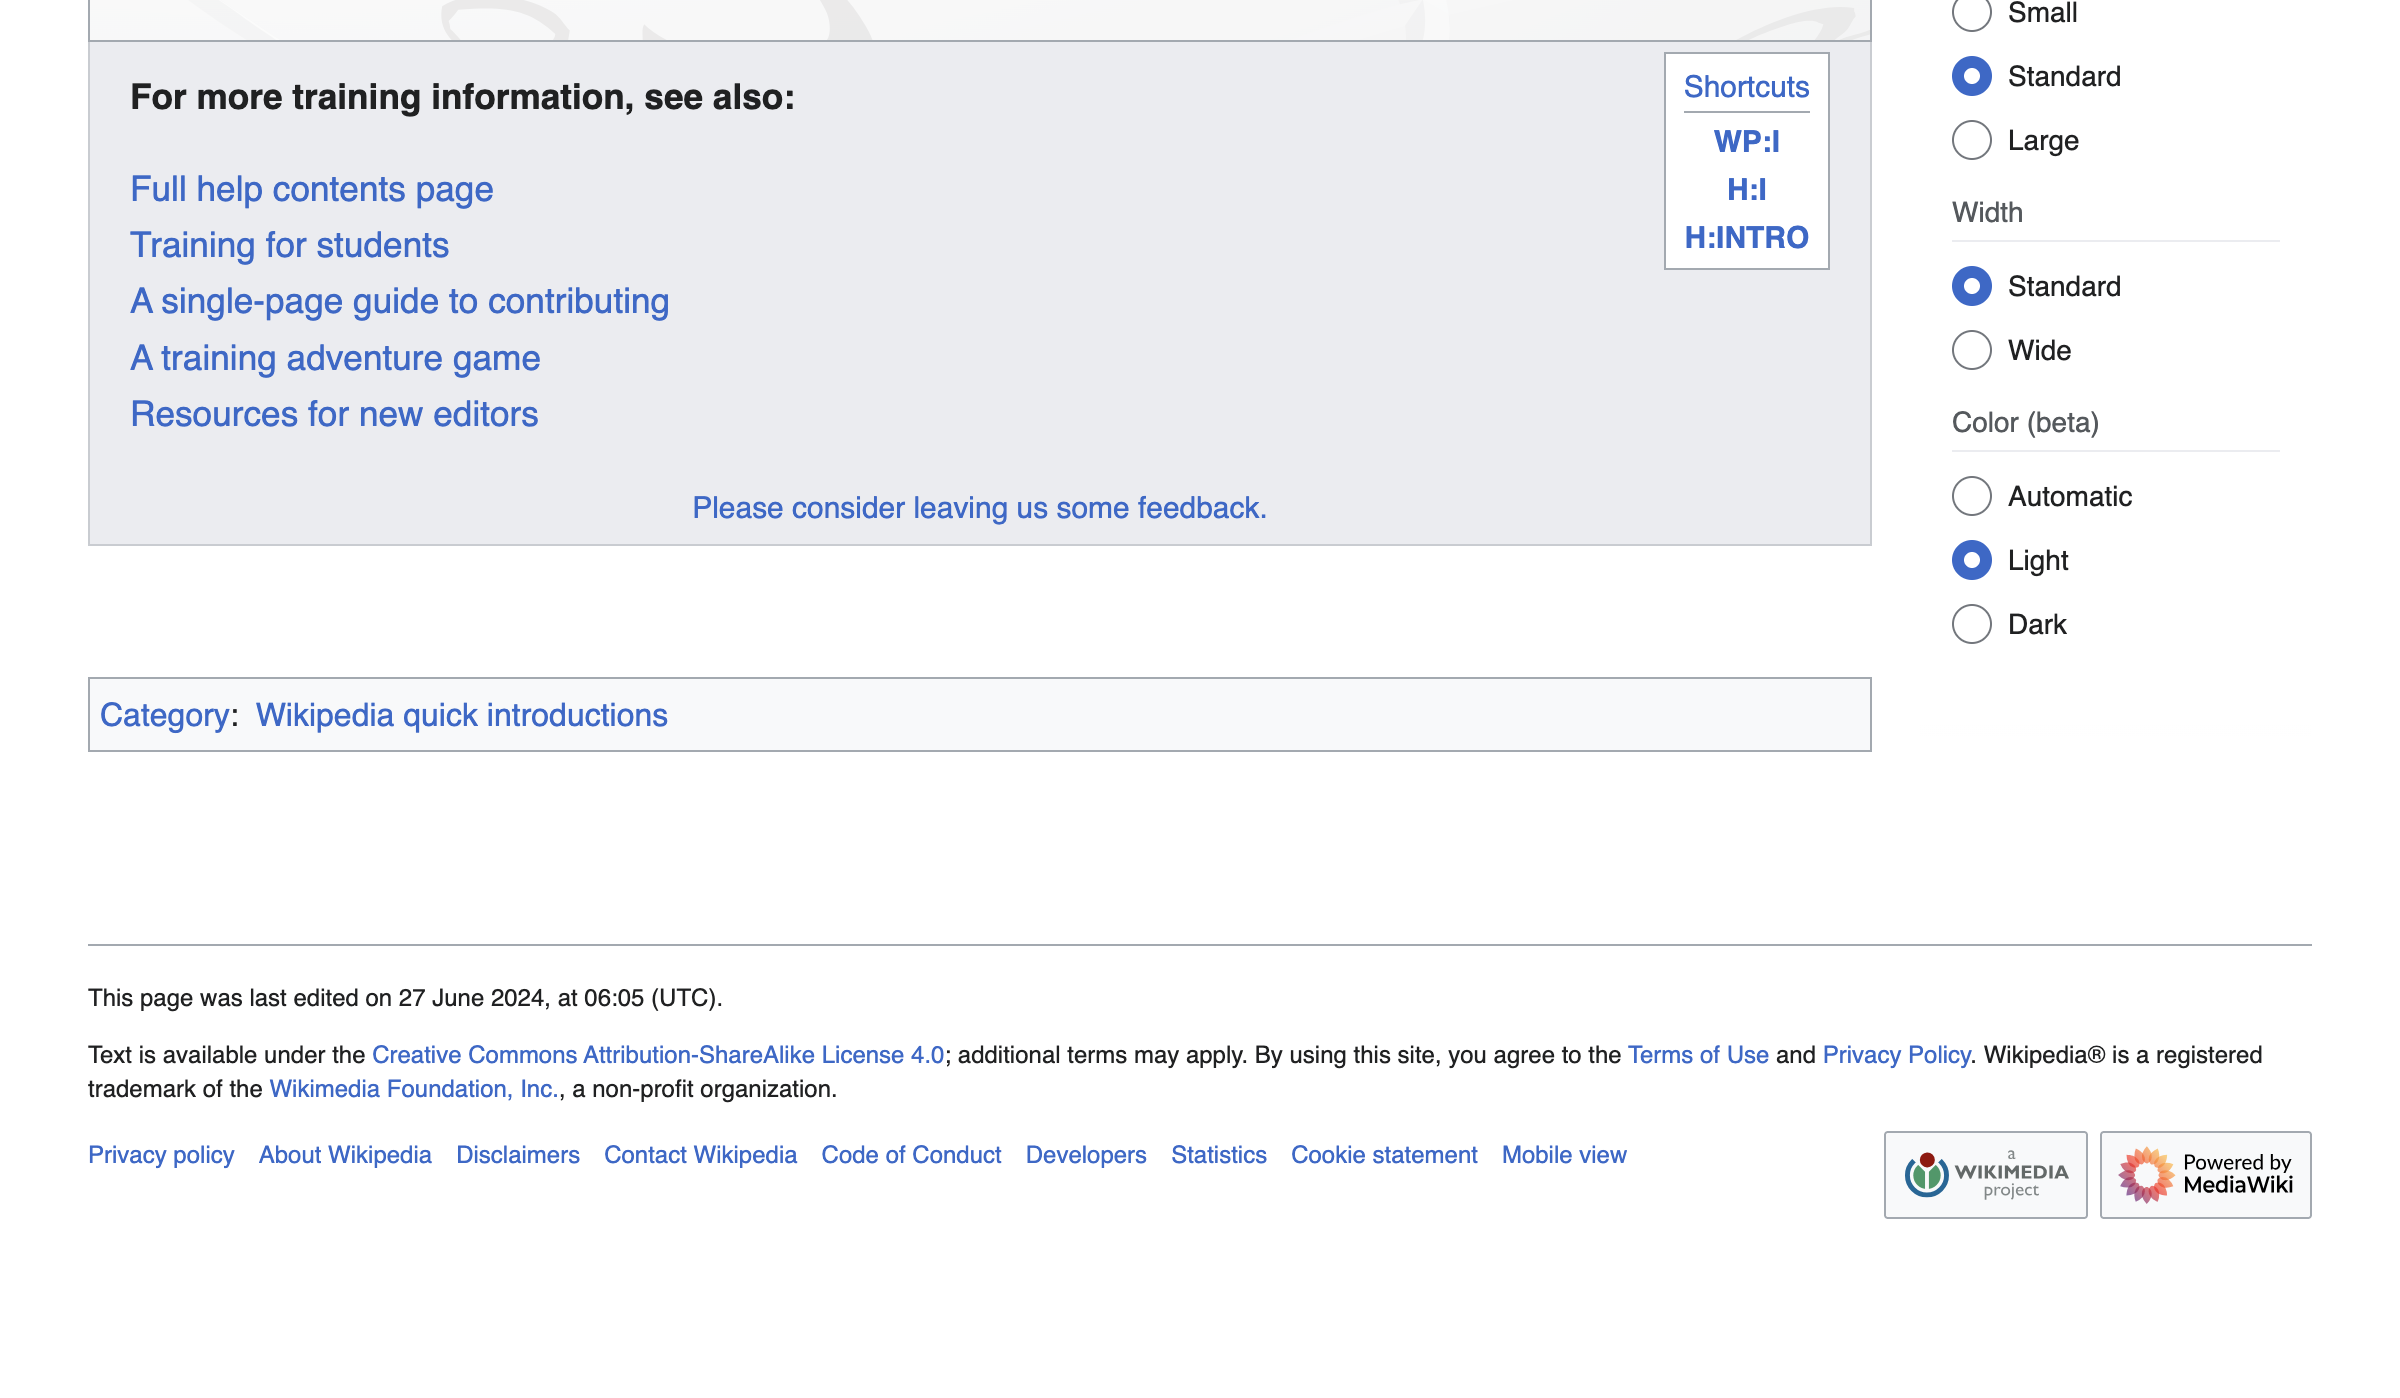 For more training information, see also:
Full help contents page
Training for students
A single-page guide to contributing
A training adventure game
Resources for new editors
Please consider leaving us some feedback.
Shortcuts
WP:I
H:I
H:INTRO
Small
Standard
Large
Width
Standard
Wide
Color (beta)
Automatic
Light
Dark
Category: Wikipedia quick introductions
This page was last edited on 27 June 2024, at 06:05 (UTC).
Text is available under the Creative Commons Attribution-ShareAlike License 4.0; additional terms may apply. By using this site, you agree to the Terms of Use and Privacy Policy. Wikipedia® is a registered
trademark of the Wikimedia Foundation, Inc., a non-profit organization.
Privacy policy About Wikipedia Disclaimers Contact Wikipedia Code of Conduct Developers Statistics Cookie statement Mobile view
a
WIKIMEDIA
project
Powered by
MediaWiki